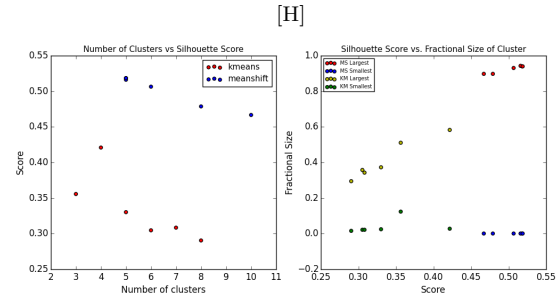 [H]
Number of Clusters vs Silhouette Score
0.55
0.50
0.45
0.40
0.35
0.30
0.25
Score
2 3 4 5 6 7 8 9 10 11
Number of clusters
kmeans
meanshift
Silhouette Score vs. Fractional Size of Cluster
1.0
0.8
0.6
0.4
0.2
0.0
−0.2
Fractional Size
0.25 0.30 0.35 0.40 0.45 0.50 0.55
Score
MS Largest
MS Smallest
KM Largest
KM Smallest